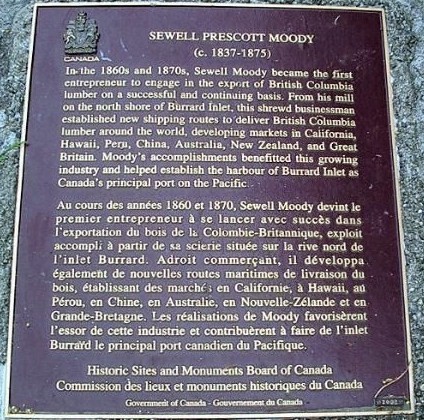 CANADA
SEWELL PRESCOTT MOODY
(c. 1837-1875)
In the 1860s and 1870s, Sewell Moody became the first
entrepreneur to engage in the export of British Columbia
lumber on a successful and continuing basis. From his mill
on the north shore of Burrard Inlet, this shrewd businessman
established new shipping routes to deliver British Columbia
lumber around the world, developing markets in California,
Hawaii, Peru, China, Australia, New Zealand, and Great
Britain. Moody's accomplishments benefitted this growing
industry and helped establish the harbour of Burrard Inlet as
Canada's principal port on the Pacific.
Au cours des années 1860 et 1870, Sewell Moody devint le
premier entrepreneur à se lancer avec succès dans
l'exportation du bois de la Colombie-Britannique, exploit
accompli à partir de sa scierie située sur la rive nord de
l'inlet Burrard. Adroit commerçant, il développa
également de nouvelles routes maritimes de livraison du
bois, établissant des marchés en Californie, à Hawaii, au
Pérou, en Chine, en Australie, en Nouvelle-Zélande et en
Grande-Bretagne. Les réalisations de Moody favorisèrent
l'essor de cette industrie et contribuèrent à faire de l'inlet
Burrard le principal port canadien du Pacifique.
Historic Sites and Monuments Board of Canada
Commission des lieux et monuments historiques du Canada
Government of Canada - Gouvernement du Canada